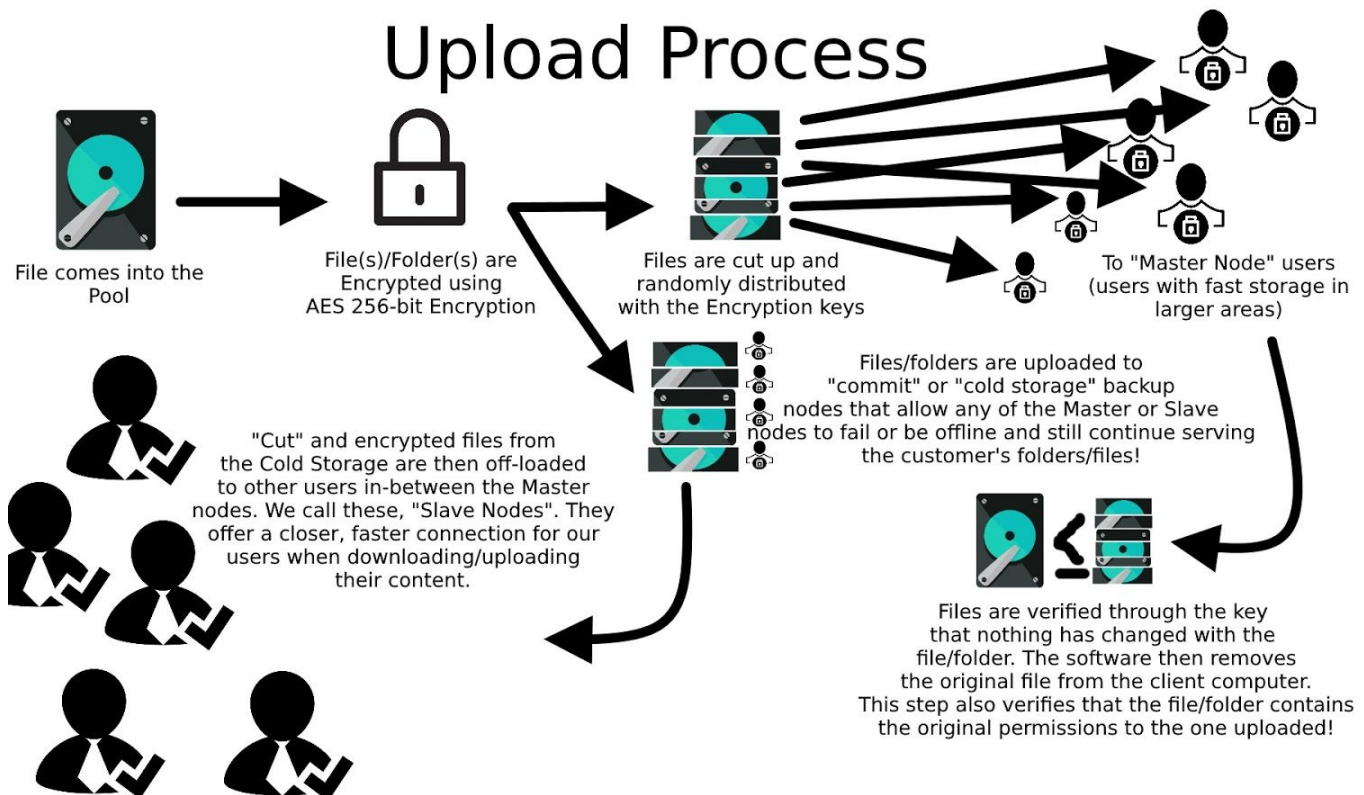 Upload Process
File comes into the
Pool
File(s)/Folder(s) are
Encrypted using
AES 256-bit Encryption
Files are cut up and
randomly distributed
with the Encryption keys
To "Master Node" users
(users with fast storage in
larger areas)
Files/folders are uploaded to
"commit" or "cold storage" backup
nodes that allow any of the Master or Slave
nodes to fail or be offline and still continue serving
the customer's folders/files!
"Cut" and encrypted files from
the Cold Storage are then off-loaded
to other users in-between the Master
nodes. We call these, "Slave Nodes". They
offer a closer, faster connection for our
users when downloading/uploading
their content.
Files are verified through the key
that nothing has changed with the
file/folder. The software then removes
the original file from the client computer.
This step also verifies that the file/folder contains
the original permissions to the one uploaded!